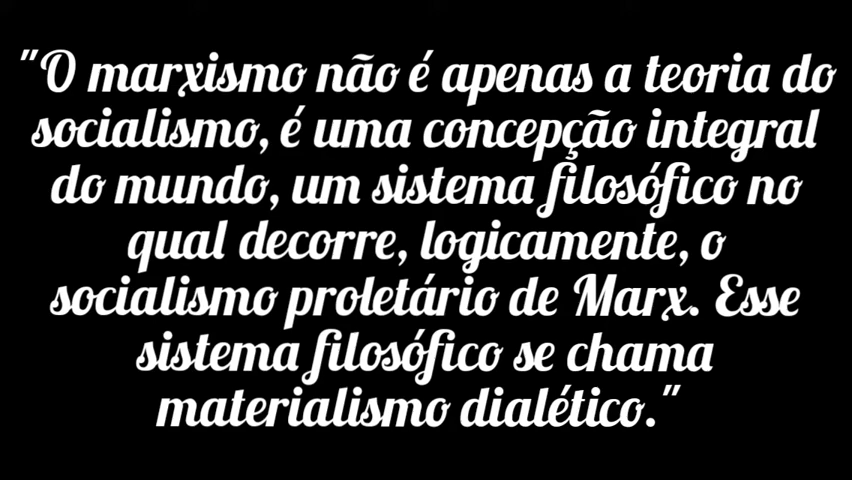 "O marxismo não é apenas a teoria do
socialismo, é uma concepção integral
do mundo, um sistema filosófico no
qual decorre, logicamente, o
socialismo proletário de Marx. Esse
sistema filosófico se chama
materialismo dialético."